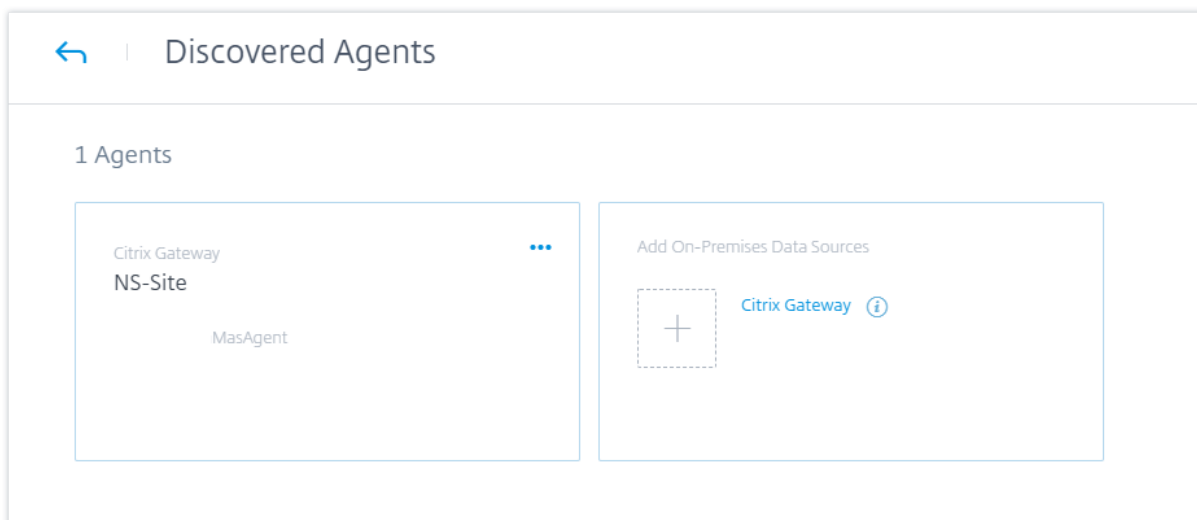 Discovered Agents
1 Agents
Citrix Gateway
NS-Site
MasAgent
Add On-Premises Data Sources
Citrix Gateway